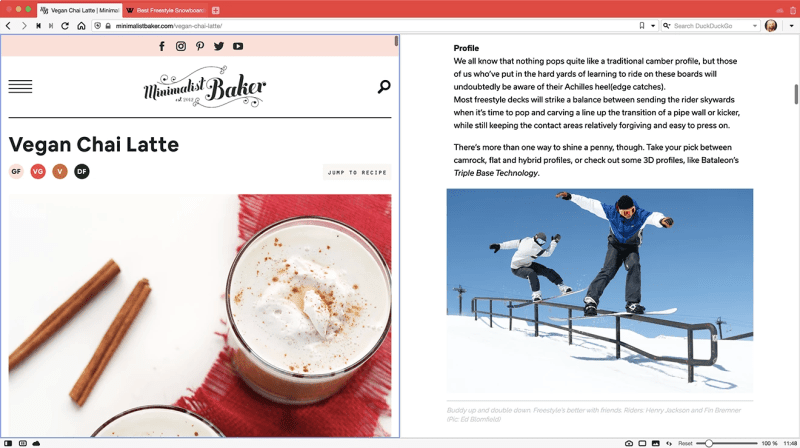 Vegan Chai Latte | Minimal
Best Freestyle Snowboard
minimalistbaker.com/vegan-chai-latte/
Search DuckDuckGo
Minimalist Baker
est 2012
Vegan Chai Latte
GF VG V DF
JUMP TO RECIPE
Profile
We all know that nothing pops quite like a traditional camber profile, but those
of us who've put in the hard yards of learning to ride on these boards will
undoubtedly be aware of their Achilles heel(edge catches).
Most freestyle decks will strike a balance between sending the rider skywards
when it's time to pop and carving a line up the transition of a pipe wall or kicker,
while still keeping the contact areas relatively forgiving and easy to press on.
There's more than one way to shine a penny, though. Take your pick between
camrock, flat and hybrid profiles, or check out some 3D profiles, like Bataleon's
Triple Base Technology.
Buddy up and double down. Freestyle's better with friends. Riders: Henry Jackson and Fin Bremner
(Pic: Ed Blomfield)
Reset
100 %
11:48